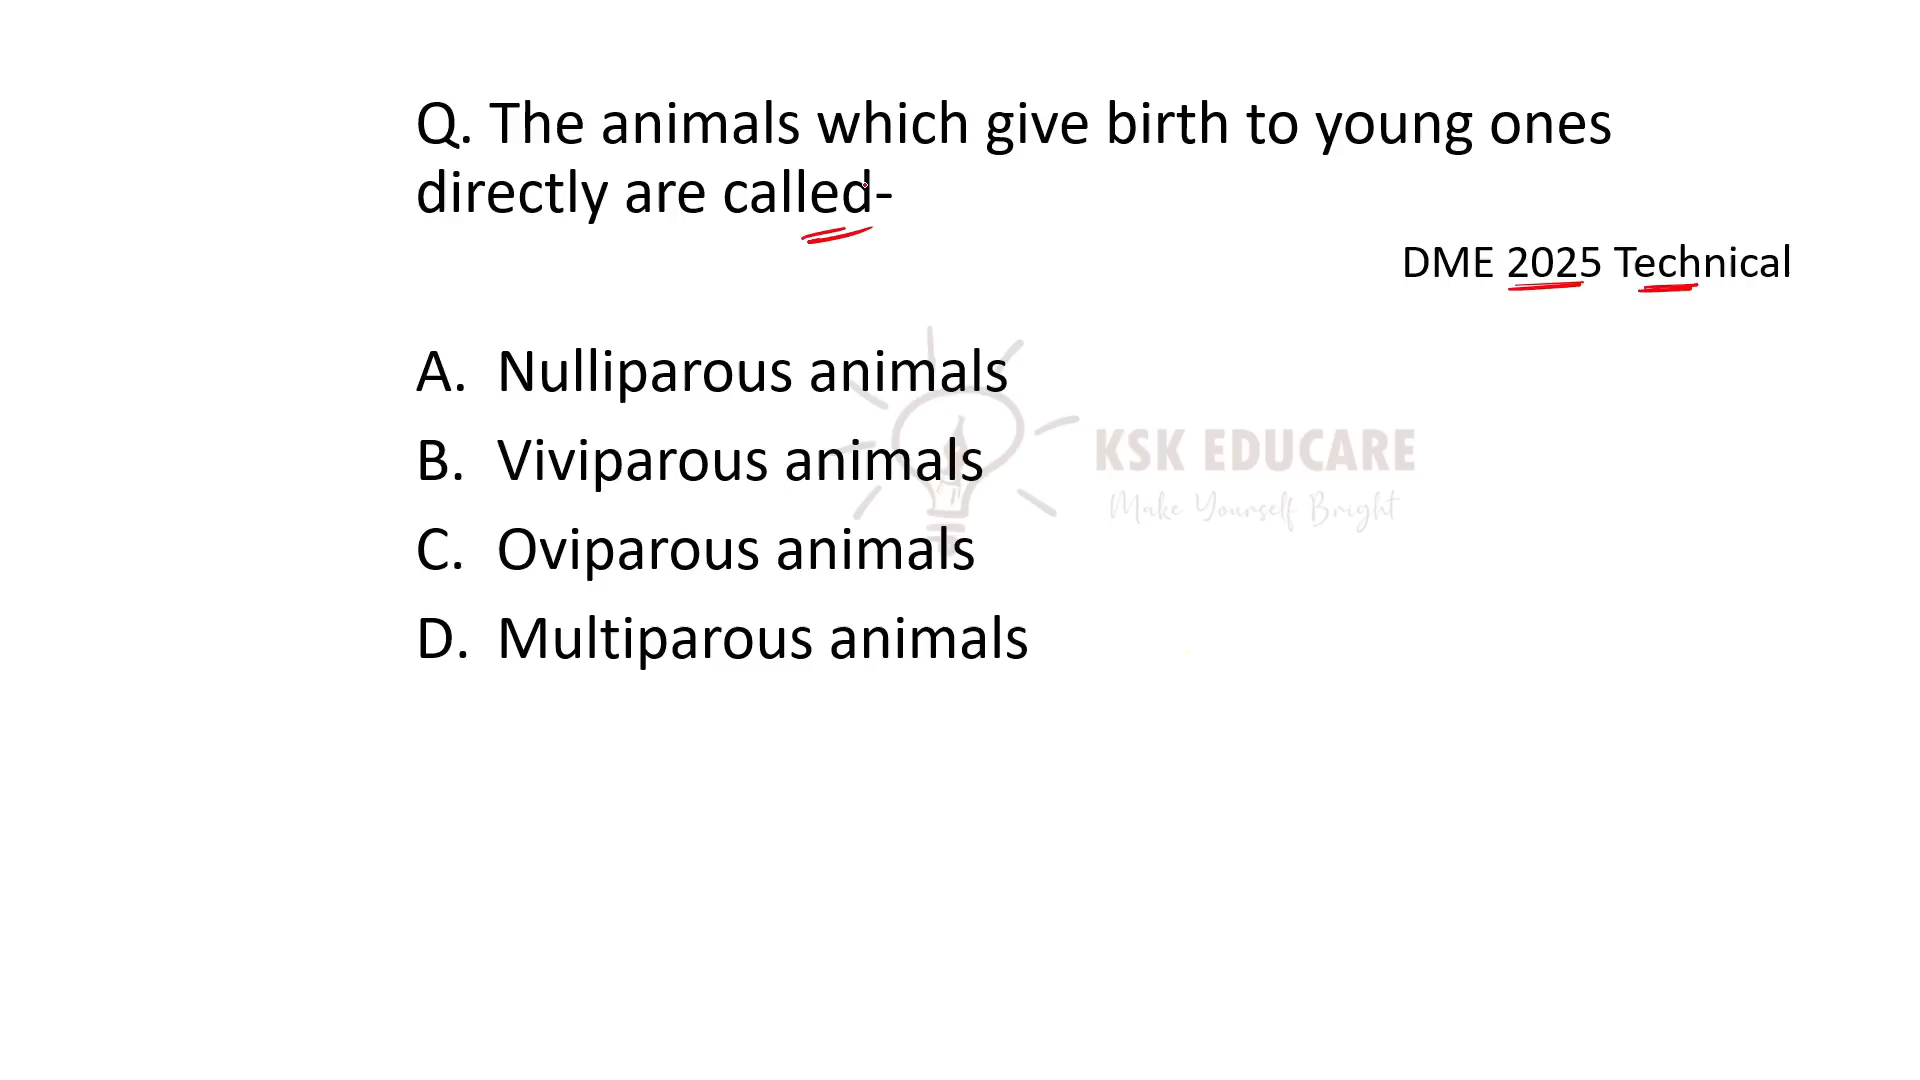 Q. The animals which give birth to young ones
directly are called-
DME 2025 Technical
A. Nulliparous animals
B. Viviparous animals
KSK EDUCARE
Make Yourself Bright
C. Oviparous animals
D. Multiparous animals